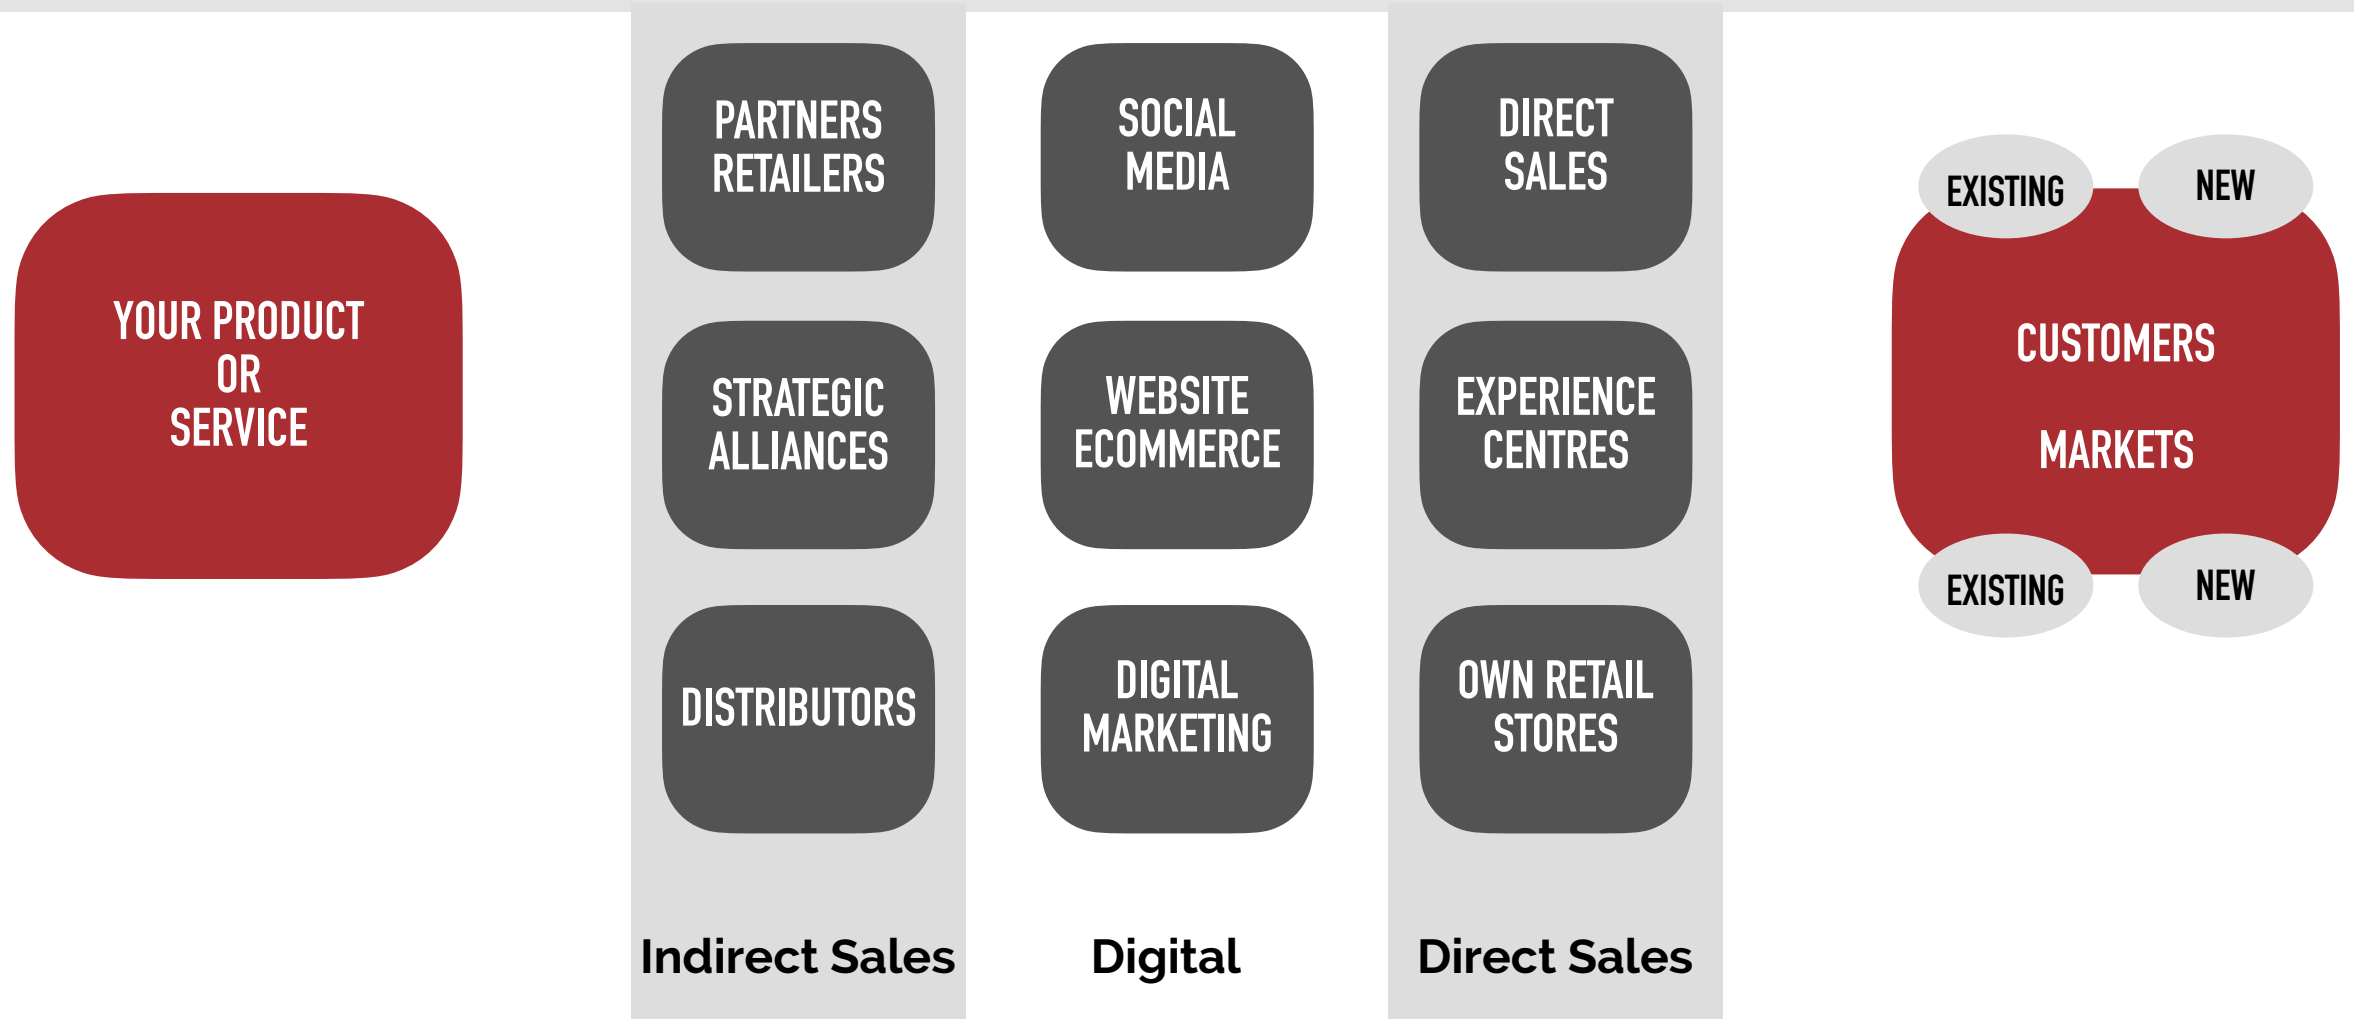 YOUR PRODUCT
OR
SERVICE
PARTNERS
RETAILERS
STRATEGIC
ALLIANCES
DISTRIBUTORS
Indirect Sales
SOCIAL
MEDIA
WEBSITE
ECOMMERCE
DIGITAL
MARKETING
Digital
DIRECT
SALES
EXPERIENCE
CENTRES
OWN RETAIL
STORES
Direct Sales
EXISTING
NEW
CUSTOMERS
MARKETS
EXISTING
NEW